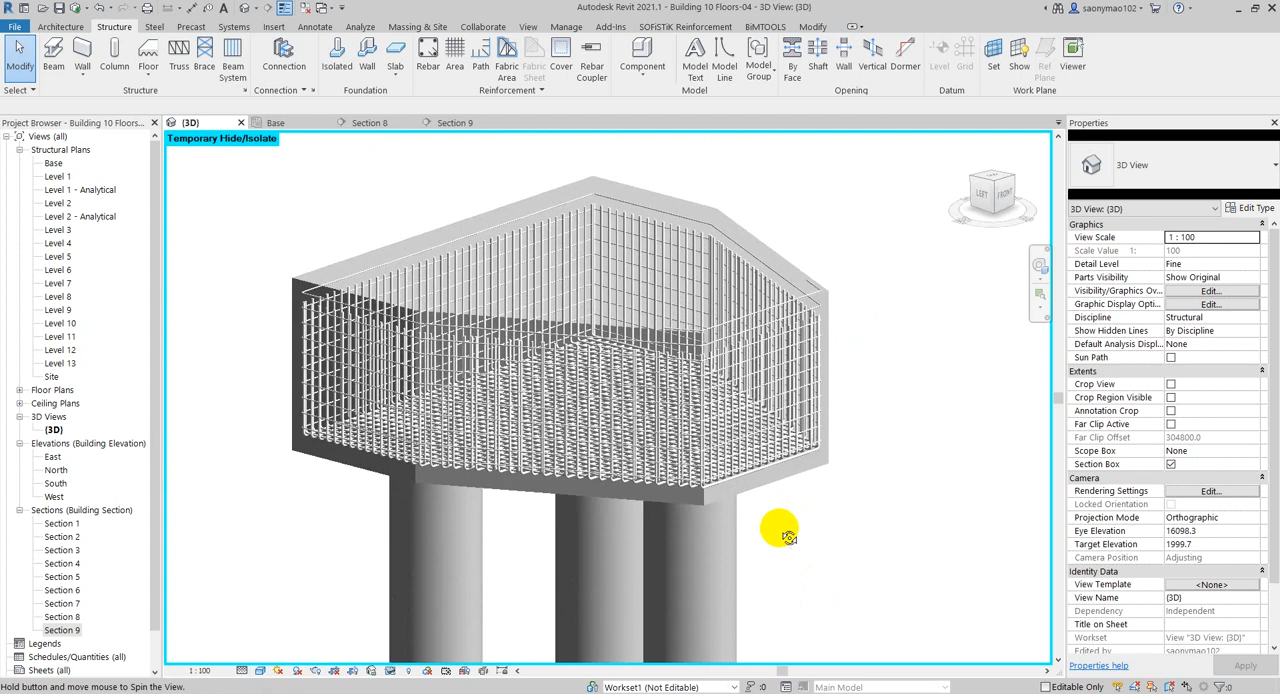 Autodesk Revit 2021.1 - Building 10 Floors-04 - 3D View: {3D}
saonymao102
File Architecture Structure Steel Precast Systems Insert Annotate Analyze Massing & Site Collaborate View Manage Add-Ins SOFiSTiK Reinforcement BiMTOOLS Modify
Modify Beam Wall Column Floor Truss Brace Beam System Connection Isolated Wall Slab Rebar Area Path Fabric Area Fabric Sheet Cover Rebar Coupler Component Model Text Model Line Model Group By Face Shaft Wall Vertical Dormer Level Grid Set Show Ref Plane Viewer
Select Structure Connection Foundation Reinforcement Model Opening Datum Work Plane
Project Browser - Building 10 Floors...
{3D} Base Section 8 Section 9
Properties
Views (all)
Structural Plans
Base
Level 1
Level 1 - Analytical
Level 2
Level 2 - Analytical
Level 3
Level 4
Level 5
Level 6
Level 7
Level 8
Level 9
Level 10
Level 11
Level 12
Level 13
Site
Floor Plans
Ceiling Plans
3D Views
{3D}
Elevations (Building Elevation)
East
North
South
West
Sections (Building Section)
Section 1
Section 2
Section 3
Section 4
Section 5
Section 6
Section 7
Section 8
Section 9
Legends
Schedules/Quantities (all)
Sheets (all)
Temporary Hide/Isolate
LEFT FRONT
3D View
3D View: {3D} Edit Type
Graphics
View Scale 1 : 100
Scale Value 1: 100
Detail Level Fine
Parts Visibility Show Original
Visibility/Graphics Ov... Edit...
Graphic Display Opti... Edit...
Discipline Structural
Show Hidden Lines By Discipline
Default Analysis Displ... None
Sun Path
Extents
Crop View
Crop Region Visible
Annotation Crop
Far Clip Active
Far Clip Offset 304800.0
Scope Box None
Section Box
Camera
Rendering Settings Edit...
Locked Orientation
Projection Mode Orthographic
Eye Elevation 16098.3
Target Elevation 1999.7
Camera Position Adjusting
Identity Data
View Template <None>
View Name {3D}
Dependency Independent
Title on Sheet
Workset View "3D View: {3D}"
Edited by saonymao102
Properties help Apply
1 : 100
Hold button and move mouse to Spin the View.
Workset1 (Not Editable) :0 Main Model Editable Only :0